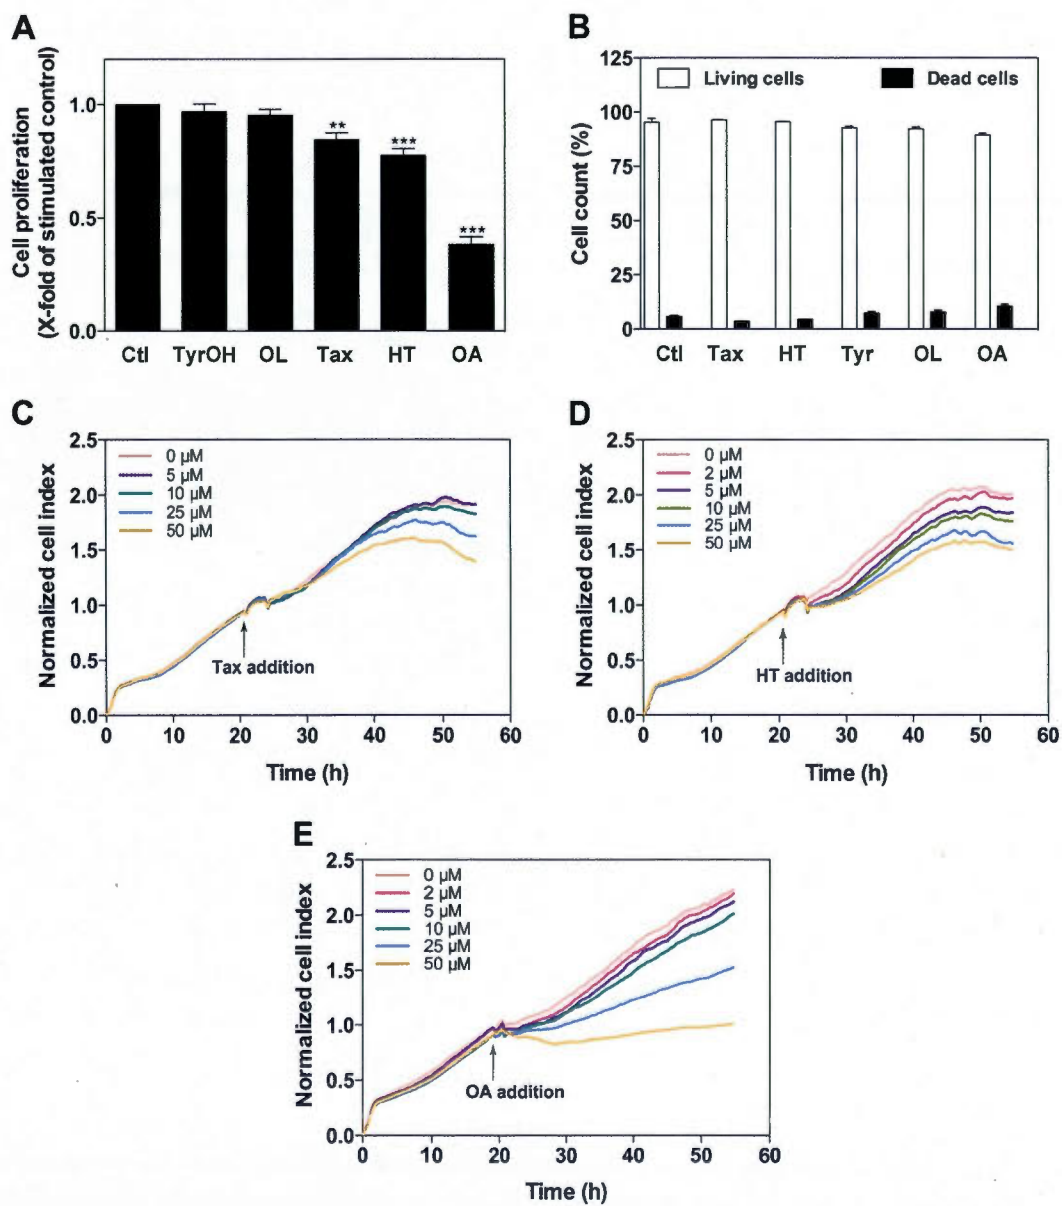 A
Cell proliferation
(X-fold of stimulated control)
1.0
0.5
0.0
**
***
***
Ctl TyrOH OL Tax HT OA
B
Cell count (%)
125
100
75
50
25
0
Living cells Dead cells
Ctl Tax HT Tyr OL OA
C
Normalized cell index
2.5
2.0
1.5
1.0
0.5
0.0
0 µM
5 µM
10 µM
25 µM
50 µM
Tax addition
0 10 20 30 40 50 60
Time (h)
D
Normalized cell index
2.5
2.0
1.5
1.0
0.5
0.0
0 µM
2 µM
5 µM
10 µM
25 µM
50 µM
HT addition
0 10 20 30 40 50 60
Time (h)
E
Normalized cell index
2.5
2.0
1.5
1.0
0.5
0.0
0 µM
2 µM
5 µM
10 µM
25 µM
50 µM
OA addition
0 10 20 30 40 50 60
Time (h)